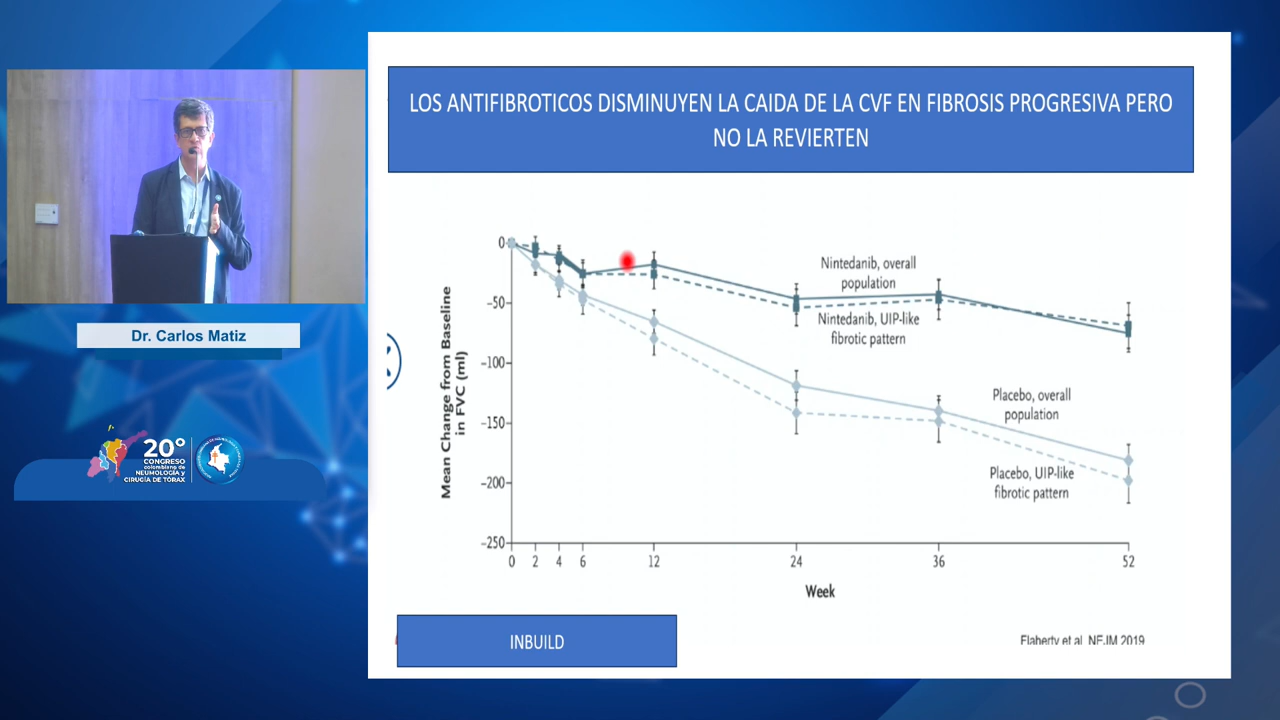 LOS ANTIFIBROTICOS DISMINUYEN LA CAIDA DE LA CVF EN FIBROSIS PROGRESIVA PERO
NO LA REVIERTEN
Dr. Carlos Matiz
20º
CONGRESO
colombiano de
NEUMOLOGÍA y
CIRUGÍA DE TÓRAX
Mean Change from Baseline
in FVC (ml)
0
−50
−100
−150
−200
−250
Nintedanib, overall
population
Nintedanib, UIP-like
fibrotic pattern
Placebo, overall
population
Placebo, UIP-like
fibrotic pattern
0 2 4 6 12 24 36 52
Week
INBUILD
Flaherty et al NEJM 2019